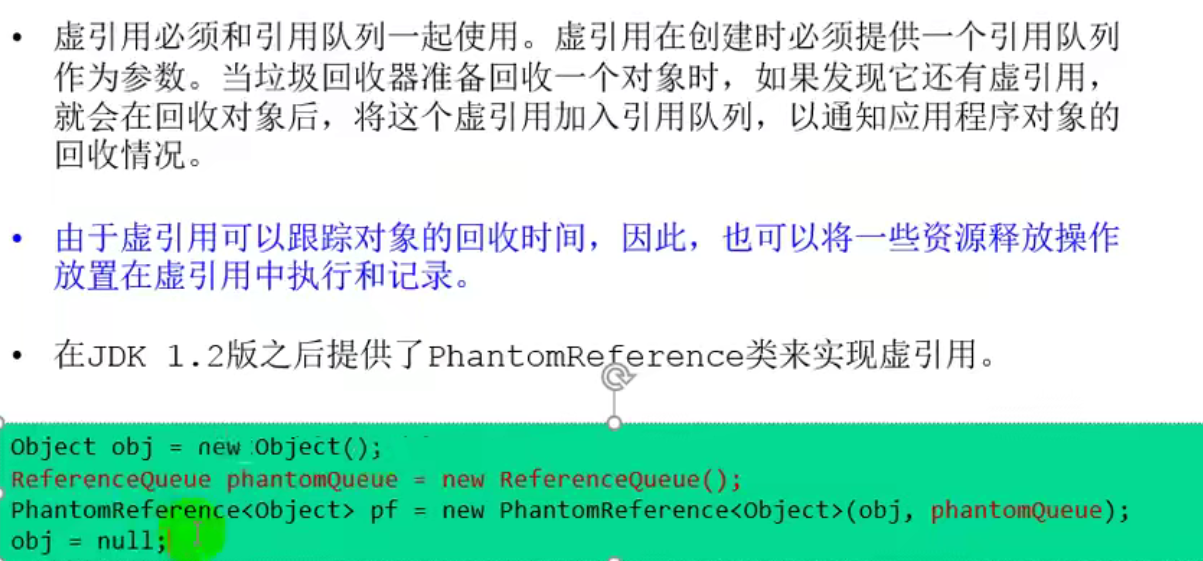 • 虚引用必须和引用队列一起使用。虚引用在创建时必须提供一个引用队列
作为参数。当垃圾回收器准备回收一个对象时，如果发现它还有虚引用，
就会在回收对象后，将这个虚引用加入引用队列，以通知应用程序对象的
回收情况。
• 由于虚引用可以跟踪对象的回收时间，因此，也可以将一些资源释放操作
放置在虚引用中执行和记录。
• 在JDK 1.2版之后提供了PhantomReference类来实现虚引用。
Object obj = new Object();
ReferenceQueue phantomQueue = new ReferenceQueue();
PhantomReference<Object> pf = new PhantomReference<Object>(obj, phantomQueue);
obj = null;